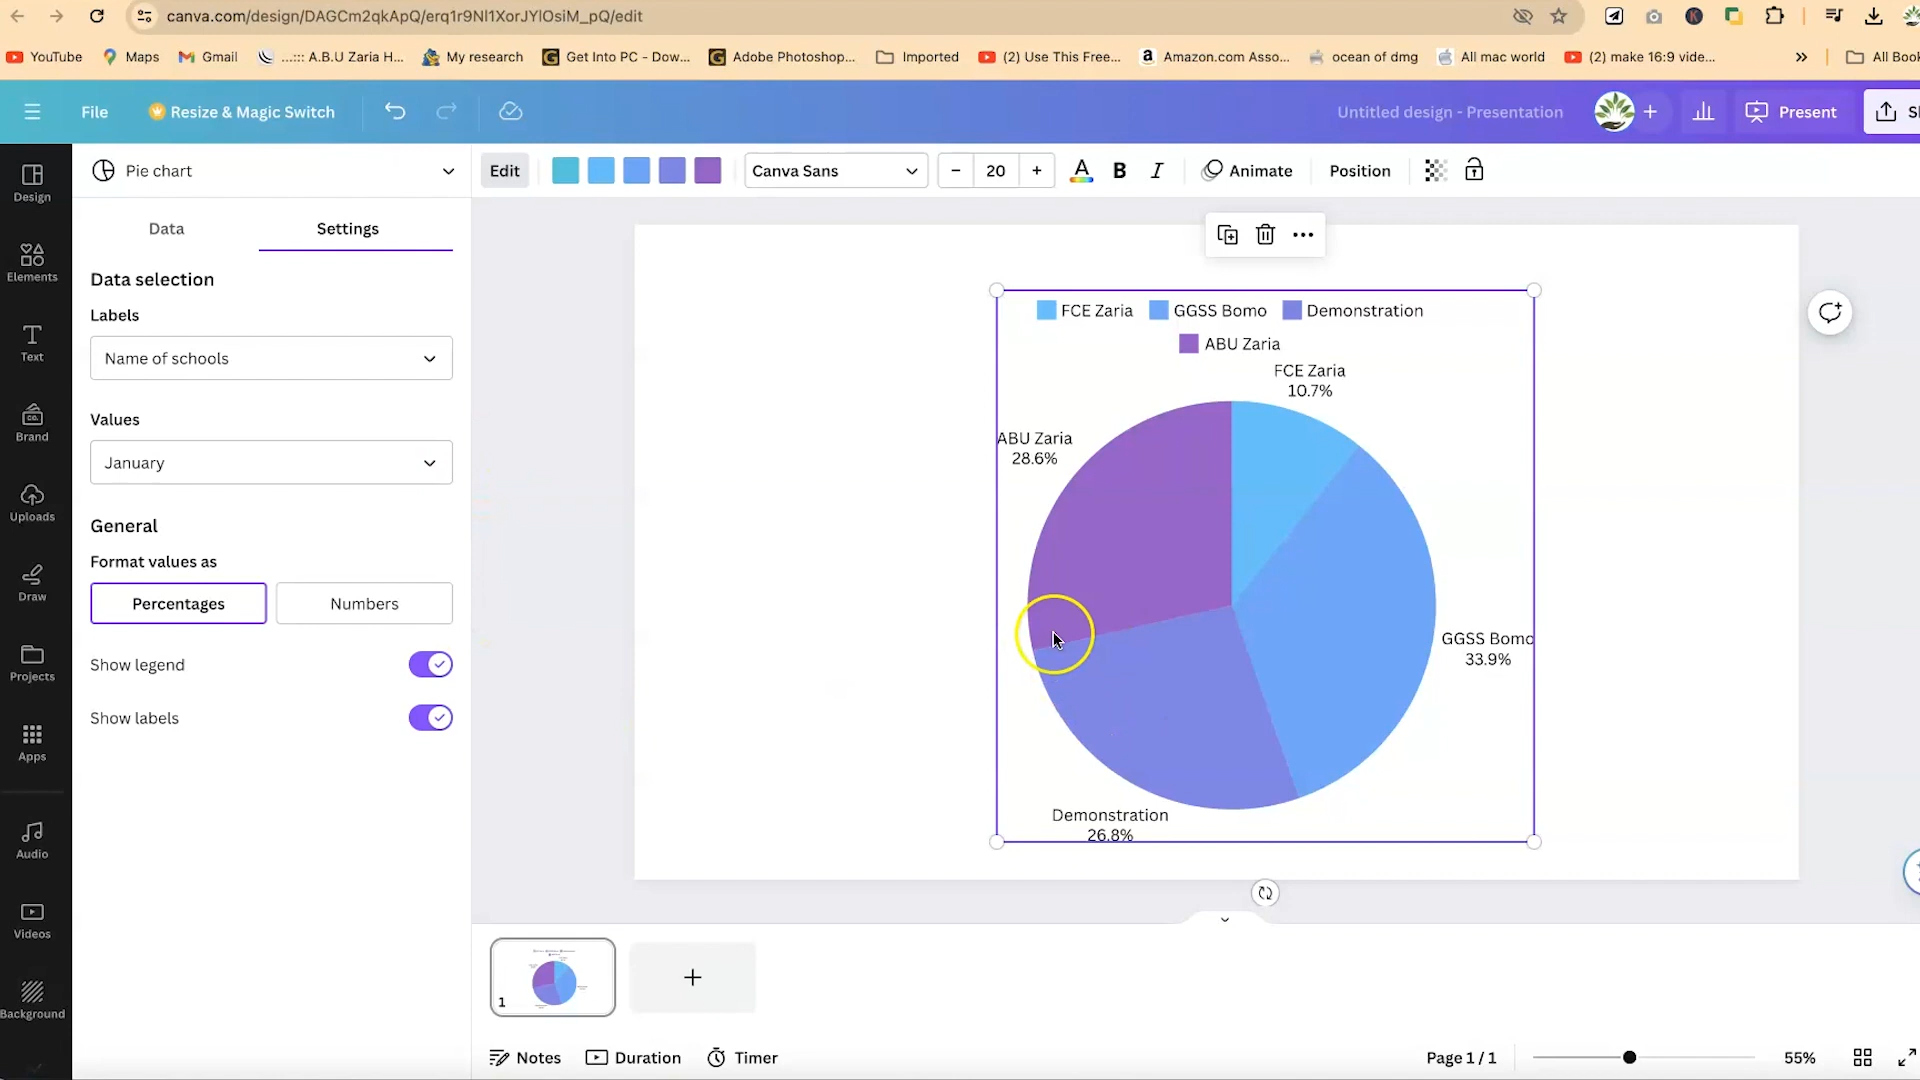 canva.com/design/DAGCm2qkApQ/erq1r9Nl1XorJYlOsiM_pQ/edit
YouTube Maps Gmail ...::: A.B.U Zaria H... My research Get Into PC - Dow... Adobe Photoshop... Imported (2) Use This Free... Amazon.com Asso... ocean of dmg All mac world (2) make 16:9 vide... » All Book
File Resize & Magic Switch Untitled design - Presentation Present
Pie chart Edit Canva Sans − 20 + A B I Animate Position
Design
Elements
Text
Brand
Uploads
Draw
Projects
Apps
Audio
Videos
Background
Data Settings
Data selection
Labels
Name of schools
Values
January
General
Format values as
Percentages Numbers
Show legend
Show labels
FCE Zaria GGSS Bomo Demonstration
ABU Zaria
FCE Zaria
10.7%
ABU Zaria
28.6%
GGSS Bomo
33.9%
Demonstration
26.8%
1
Notes Duration Timer Page 1 / 1 55%